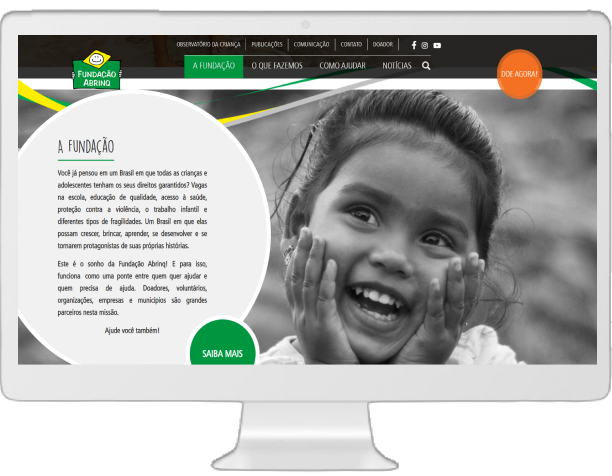 OBSERVATÓRIO DA CRIANÇA PUBLICAÇÕES COMUNICAÇÃO CONTATO DOADOR
FUNDAÇÃO
ABRINQ
A FUNDAÇÃO O QUE FAZEMOS COMO AJUDAR NOTÍCIAS
DOE AGORA!
A FUNDAÇÃO
Você já pensou em um Brasil em que todas as crianças e
adolescentes tenham os seus direitos garantidos? Vagas
na escola, educação de qualidade, acesso à saúde,
proteção contra a violência, o trabalho infantil e
diferentes tipos de fragilidades. Um Brasil em que elas
possam crescer, brincar, aprender, se desenvolver e se
tornarem protagonistas de suas próprias histórias.
Este é o sonho da Fundação Abrinq! E para isso,
funciona como uma ponte entre quem quer ajudar e
quem precisa de ajuda. Doadores, voluntários,
organizações, empresas e municípios são grandes
parceiros nesta missão.
Ajude você também!
SAIBA MAIS